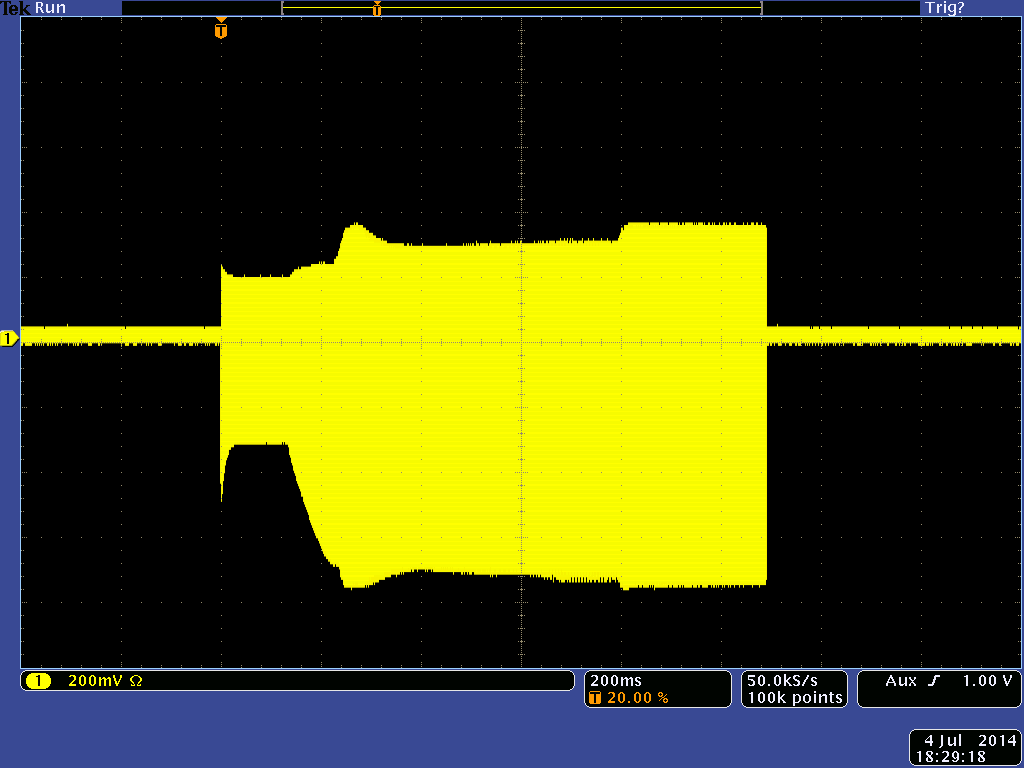 Tek Run Trig?
T
T
1
1 200mV Ω
200ms
T 20.00 %
50.0kS/s
100k points
Aux ƒ 1.00 V
4 Jul 2014
18:29:18